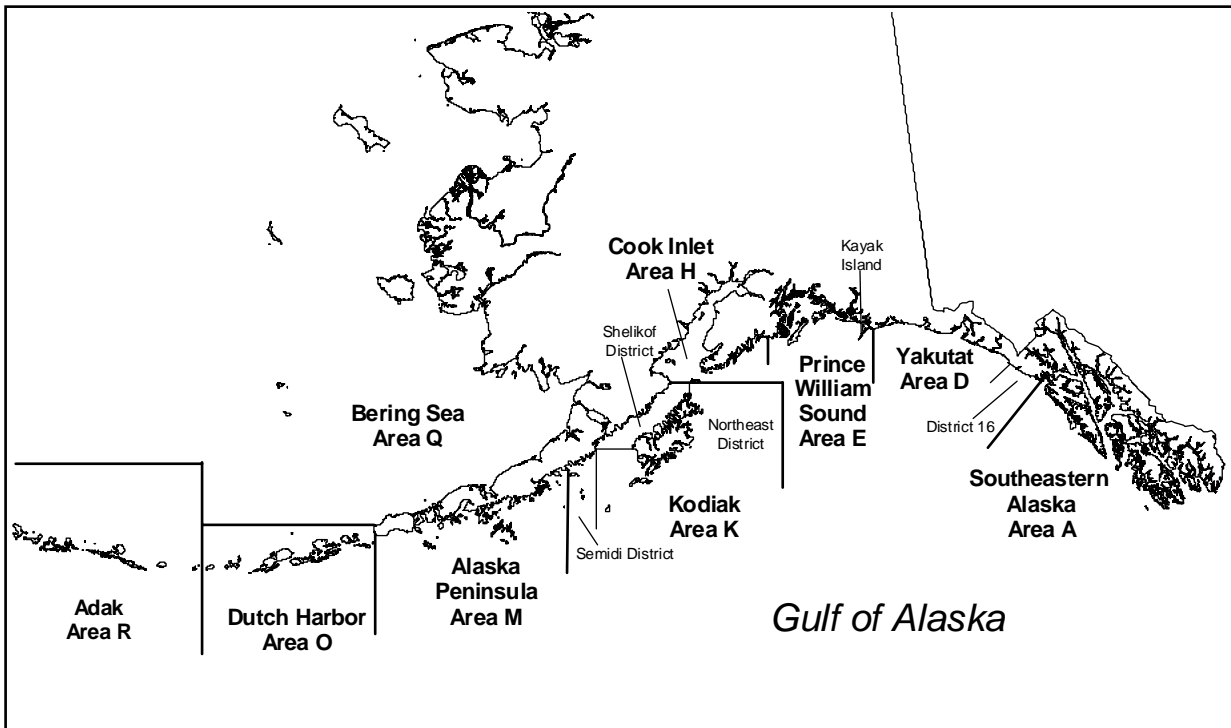 Cook Inlet
Area H
Kayak
Island
Shelikof
District
Prince
William
Sound
Area E
Yakutat
Area D
Bering Sea
Area Q
Northeast
District
District 16
Southeastern
Alaska
Area A
Kodiak
Area K
Semidi District
Alaska
Peninsula
Area M
Adak
Area R
Dutch Harbor
Area O
Gulf of Alaska